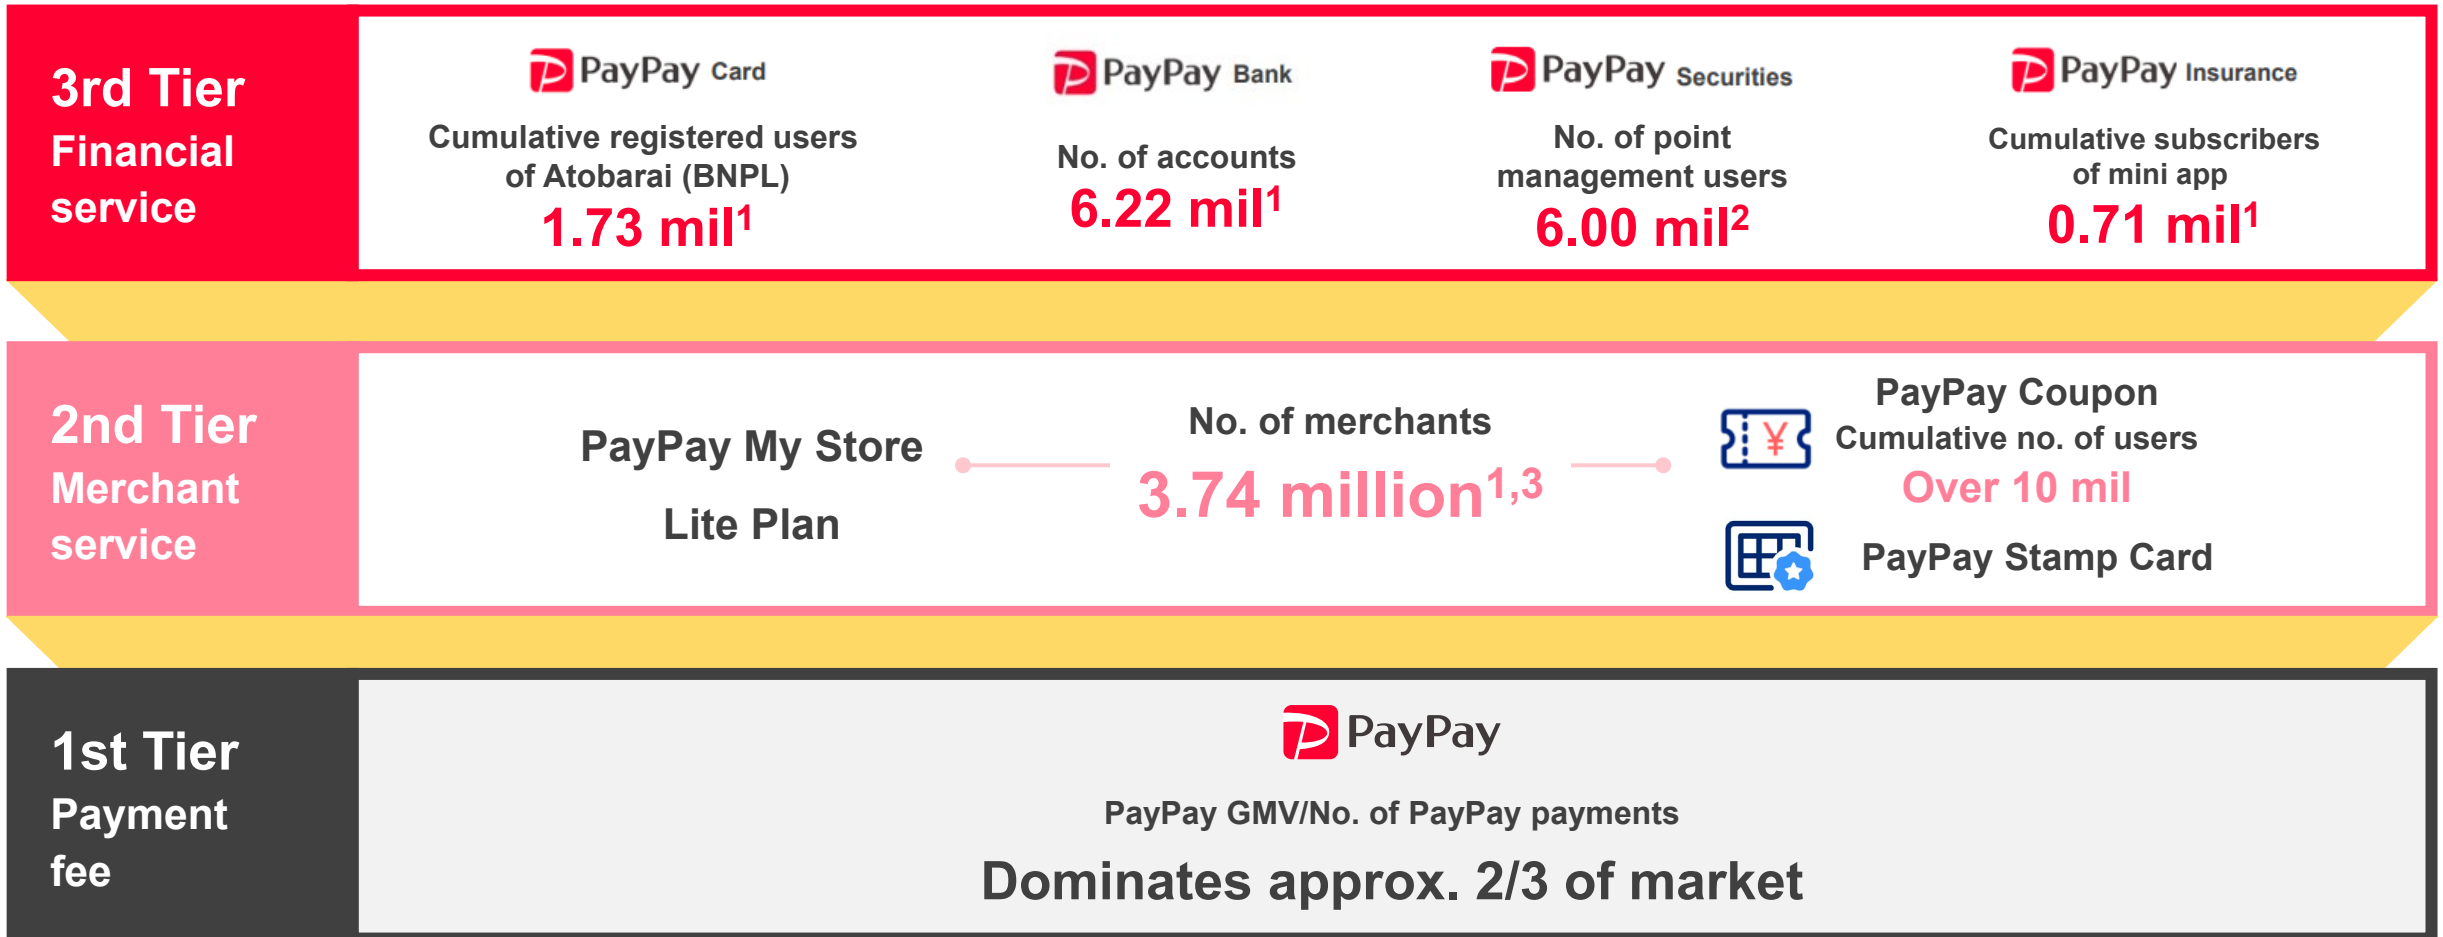 3rd Tier
Financial
service
PayPay Card
Cumulative registered users
of Atobarai (BNPL)
1.73 mil¹
PayPay Bank
No. of accounts
6.22 mil¹
PayPay Securities
No. of point
management users
6.00 mil²
PayPay Insurance
Cumulative subscribers
of mini app
0.71 mil¹
2nd Tier
Merchant
service
PayPay My Store
Lite Plan
No. of merchants
3.74 million¹,³
¥
PayPay Coupon
Cumulative no. of users
Over 10 mil
PayPay Stamp Card
1st Tier
Payment
fee
PayPay
PayPay GMV/No. of PayPay payments
Dominates approx. 2/3 of market